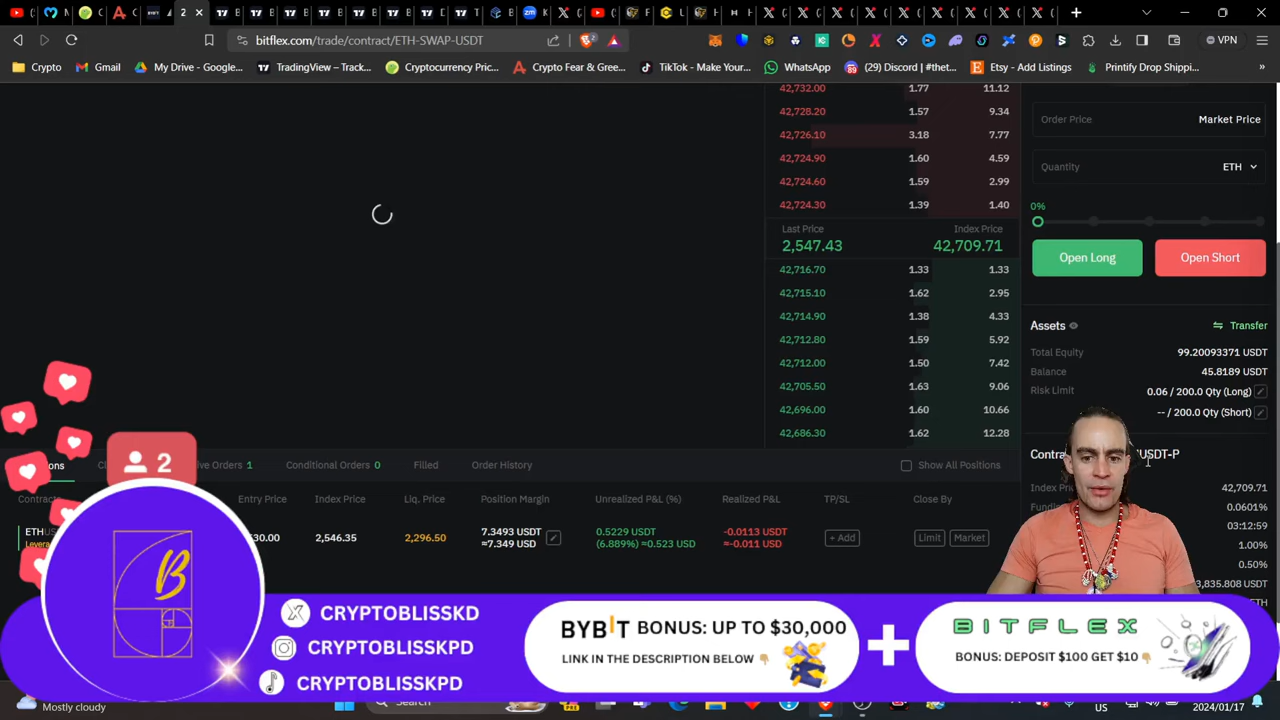 2
bitflex.com/trade/contract/ETH-SWAP-USDT
VPN
Crypto
Gmail
My Drive - Google...
TradingView – Track...
Cryptocurrency Pric...
Crypto Fear & Gree...
TikTok - Make Your...
WhatsApp
(29) Discord | #thet...
Etsy - Add Listings
Printify Drop Shippi...
42,732.00 1.77 11.12
42,728.20 1.57 9.34
42,726.10 3.18 7.77
42,724.90 1.60 4.59
42,724.60 1.59 2.99
42,724.30 1.39 1.40
Last Price Index Price
2,547.43 42,709.71
42,716.70 1.33 1.33
42,715.10 1.62 2.95
42,714.90 1.38 4.33
42,712.80 1.59 5.92
42,712.00 1.50 7.42
42,705.50 1.63 9.06
42,696.00 1.60 10.66
42,686.30 1.62 12.28
Order Price Market Price
Quantity ETH
0%
Open Long Open Short
Assets Transfer
Total Equity 99.20093371 USDT
Balance 45.8189 USDT
Risk Limit 0.06 / 200.0 Qty (Long)
-- / 200.0 Qty (Short)
USDT-P
42,709.71
0.0601%
03:12:59
1.00%
0.50%
3,835.808 USDT
ETH
Orders 1 Conditional Orders 0 Filled Order History Show All Positions
Entry Price Index Price Liq. Price Position Margin Unrealized P&L (%) Realized P&L TP/SL Close By
ETH 30.00 2,546.35 2,296.50 7.3493 USDT 0.5229 USDT -0.0113 USDT + Add Limit Market
≈7.349 USD (6.889%) ≈0.523 USD ≈-0.011 USD
2
B
CRYPTOBLISSKD
CRYPTOBLISSKPD
CRYPTOBLISSKPD
BYBIT BONUS: UP TO $30,000
LINK IN THE DESCRIPTION BELOW
BITFLEX
BONUS: DEPOSIT $100 GET $10
Mostly cloudy
Search
US
2024/01/17